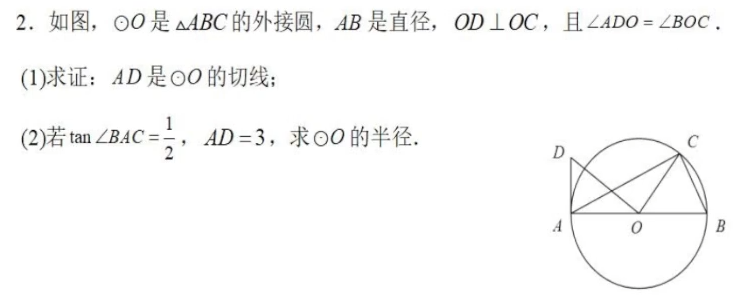 2．如图，⊙O是△ABC的外接圆，AB是直径，OD⊥OC，且∠ADO=∠BOC．
(1)求证：AD是⊙O的切线；
(2)若tan∠BAC=1/2，AD=3，求⊙O的半径．
C
D
A
O
B